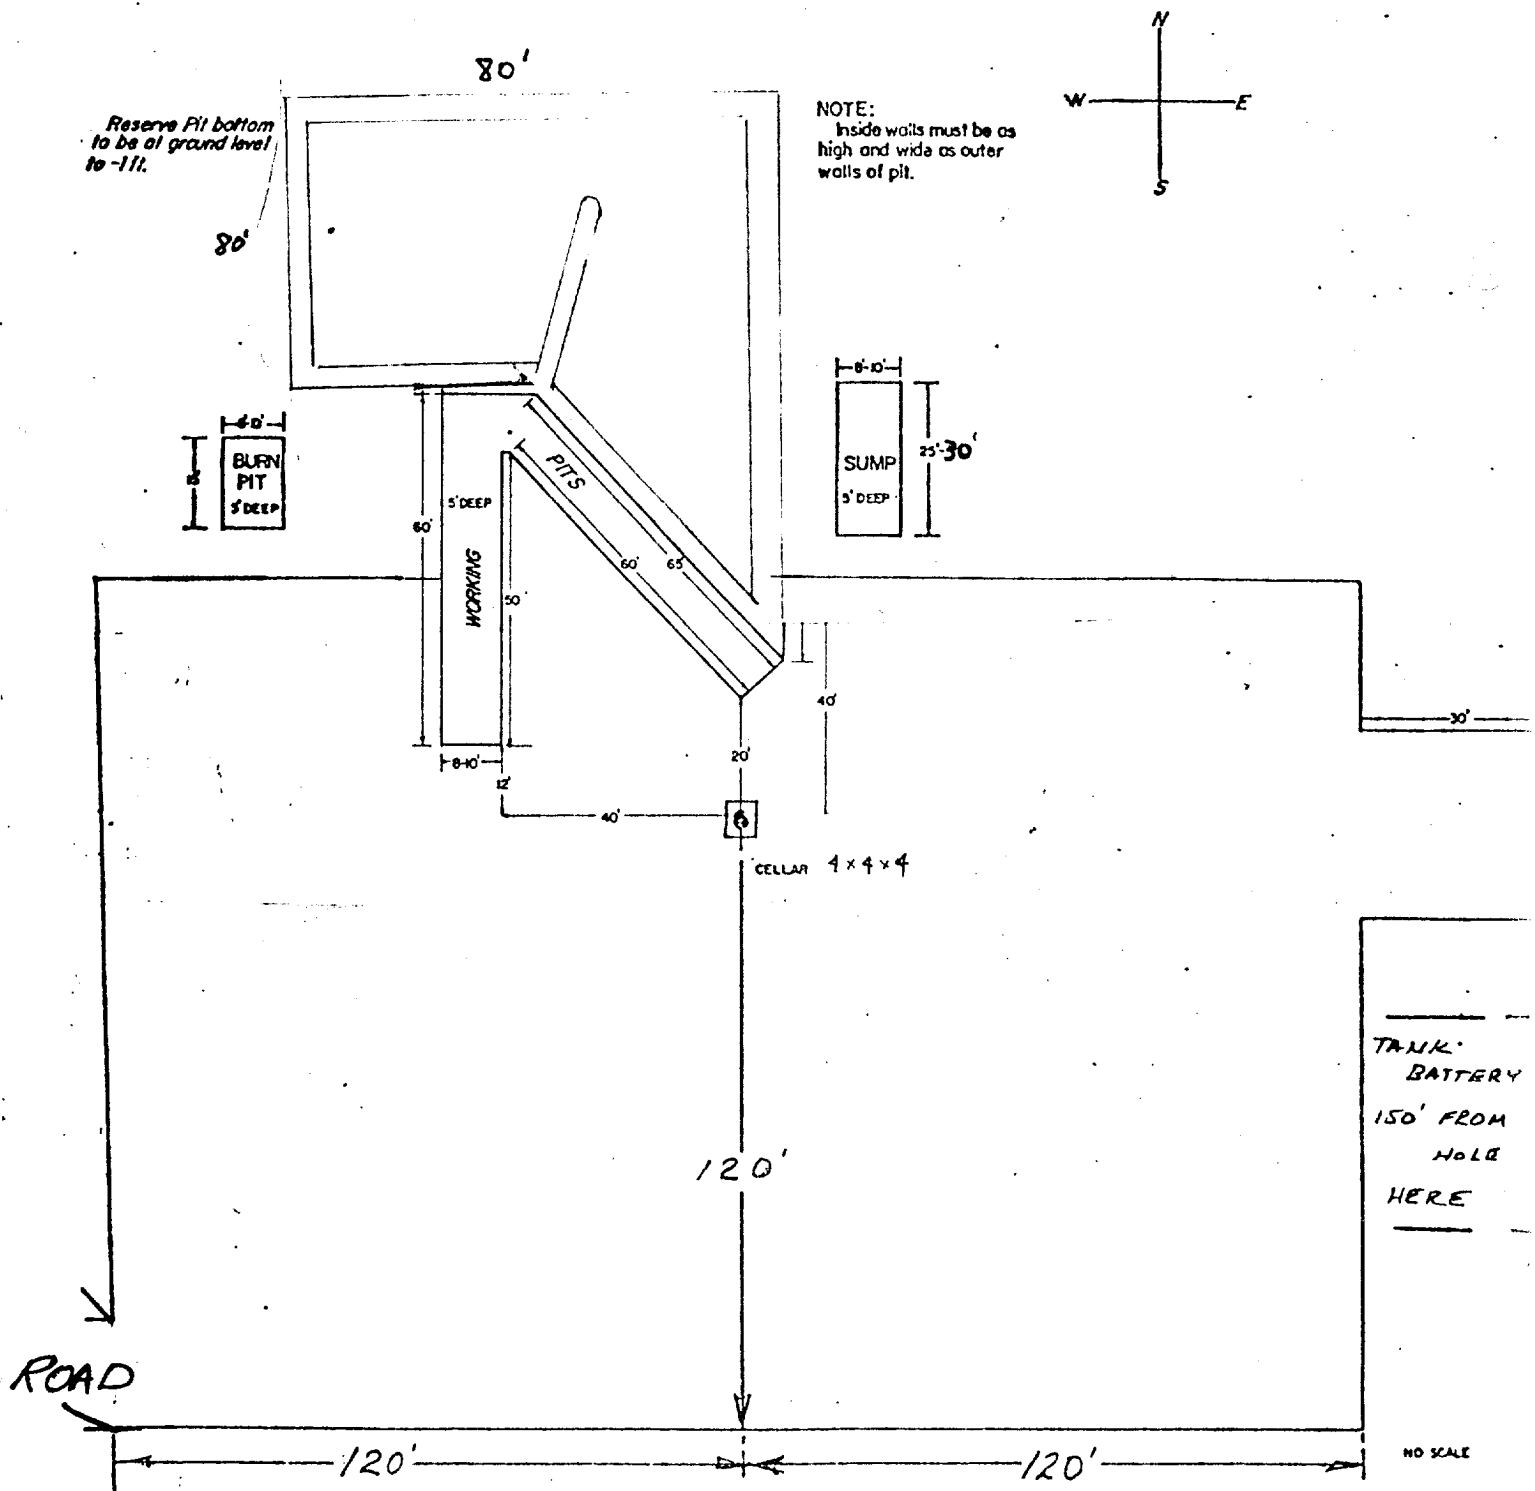 N
W
E
S
80'
Reserve Pit bottom
to be at ground level
to -1 ft.
NOTE:
Inside walls must be as
high and wide as outer
walls of pit.
80'
8-10'
SUMP
5' DEEP
25'-30'
BURN
PIT
5' DEEP
PITS
5' DEEP
60'
WORKING
50'
60'
65'
40'
30'
8-10'
12'
20'
40'
CELLAR 4 x 4 x 4
TANK
BATTERY
150' FROM
HOLE
HERE
120'
ROAD
120'
120'
NO SCALE